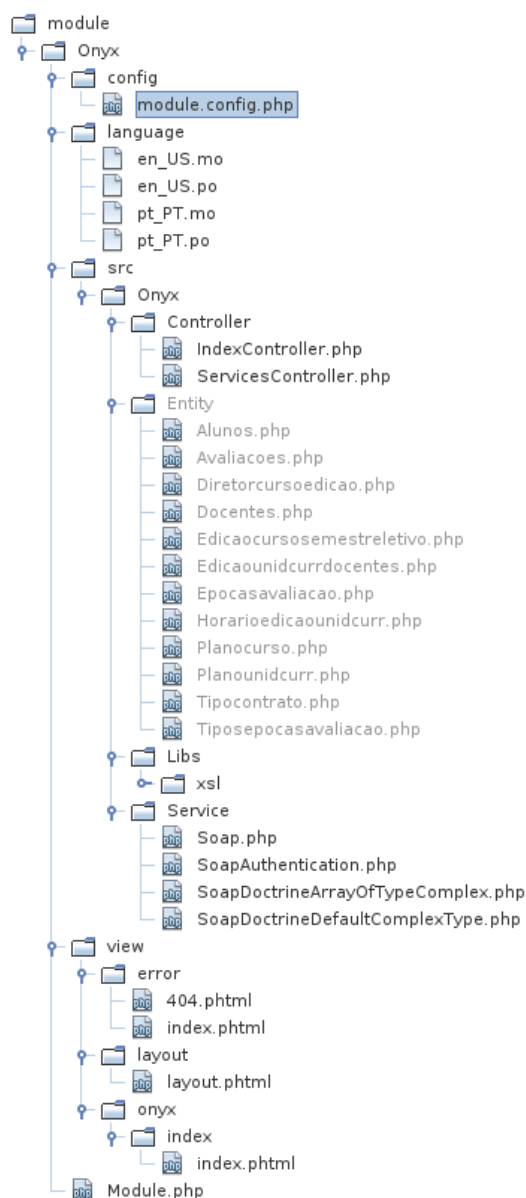 module
Onyx
config
module.config.php
language
en_US.mo
en_US.po
pt_PT.mo
pt_PT.po
src
Onyx
Controller
IndexController.php
ServicesController.php
Entity
Alunos.php
Avaliacoes.php
Diretorcursoedicao.php
Docentes.php
Edicaocursosemestreletivo.php
Edicaounidcurrdocentes.php
Epocasavaliacao.php
Horarioedicaounidcurr.php
Planocurso.php
Planounidcurr.php
Tipocontrato.php
Tiposepocasavaliacao.php
Libs
xsl
Service
Soap.php
SoapAuthentication.php
SoapDoctrineArrayOfTypeComplex.php
SoapDoctrineDefaultComplexType.php
view
error
404.phtml
index.phtml
layout
layout.phtml
onyx
index
index.phtml
Module.php